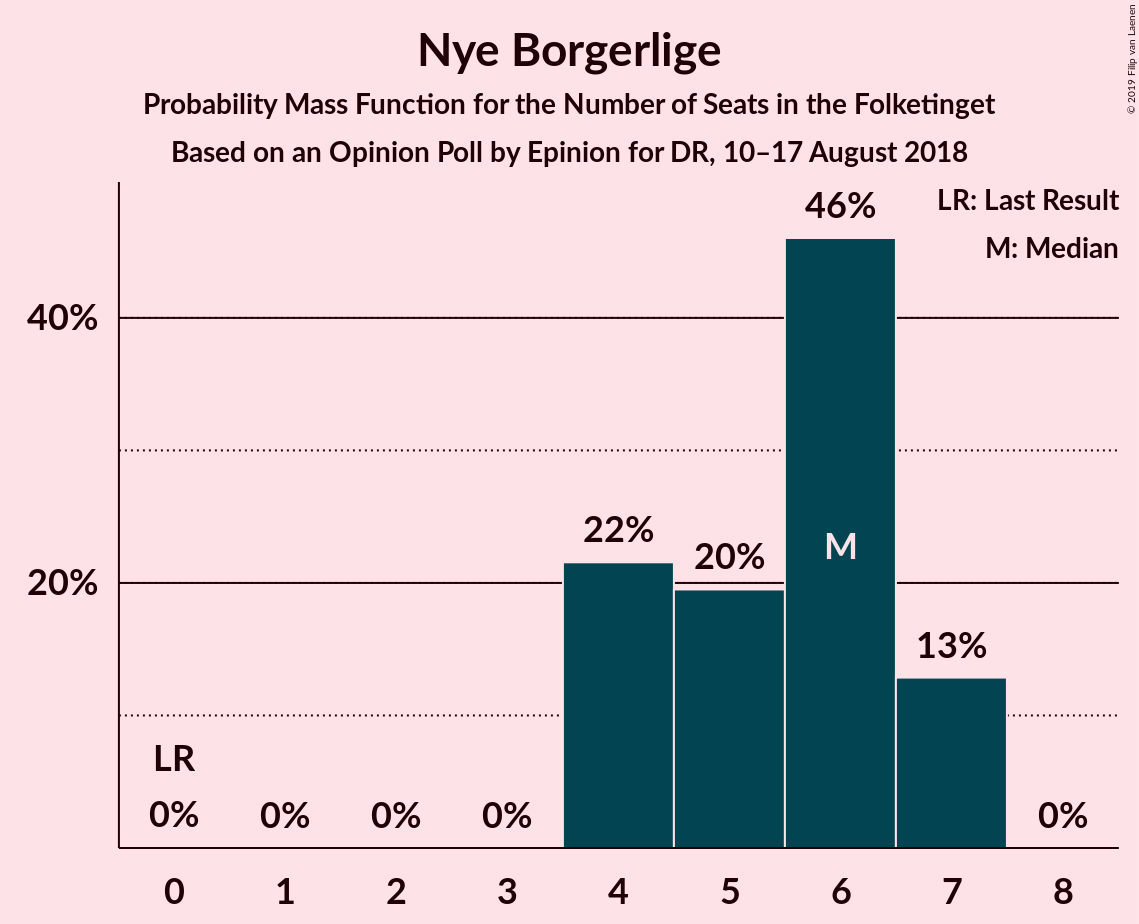 Nye Borgerlige
Probability Mass Function for the Number of Seats in the Folketinget
Based on an Opinion Poll by Epinion for DR, 10–17 August 2018
© 2019 Filip van Laenen
LR: Last Result
M: Median
46%
40%
22%
20%
M
20%
13%
LR
0% 0% 0% 0% 0%
0 1 2 3 4 5 6 7 8